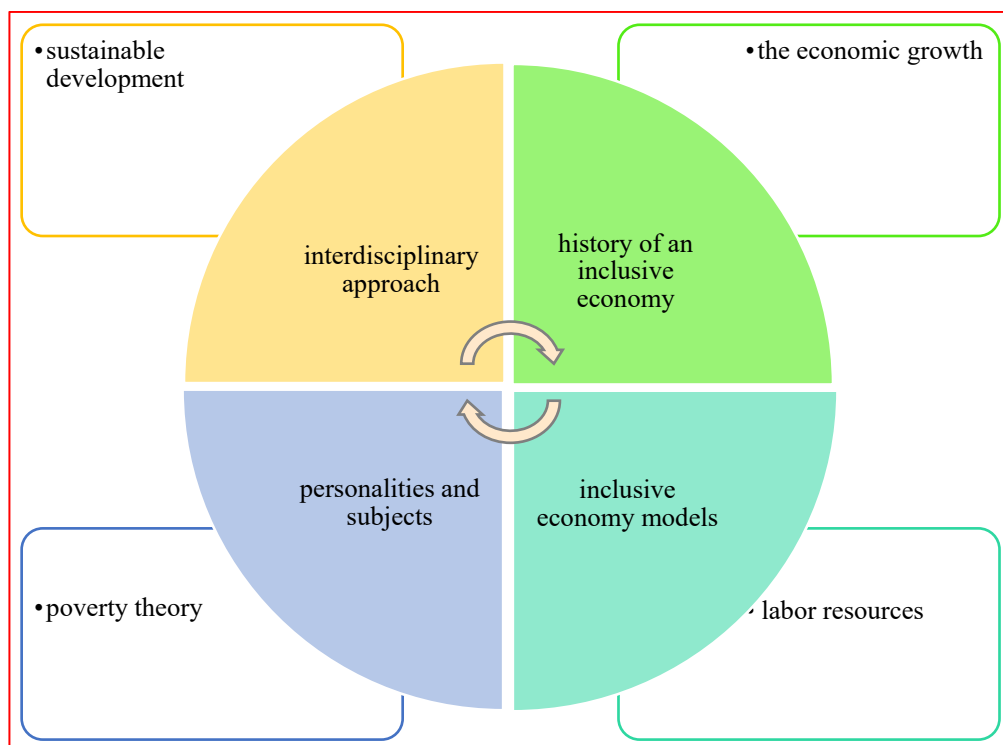 •sustainable
development
•the economic growth
interdisciplinary
approach
history of an
inclusive
economy
personalities and
subjects
inclusive
economy models
•poverty theory
• labor resources